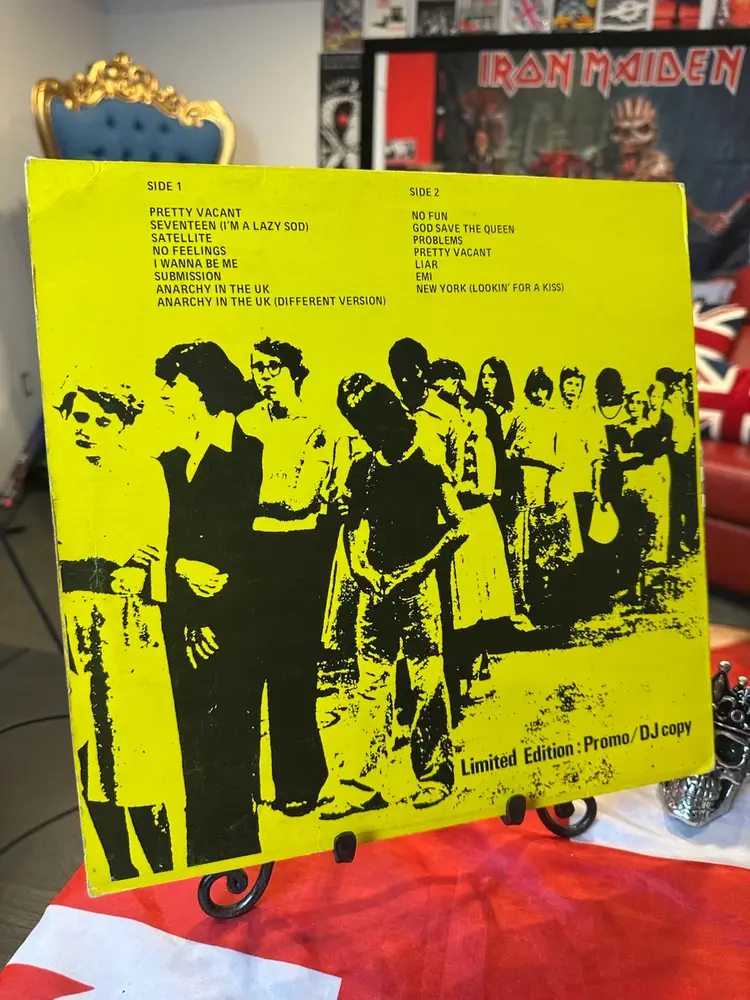 IRON MAIDEN
SIDE 1
PRETTY VACANT
SEVENTEEN (I'M A LAZY SOD)
SATELLITE
NO FEELINGS
I WANNA BE ME
SUBMISSION
ANARCHY IN THE UK
ANARCHY IN THE UK (DIFFERENT VERSION)
SIDE 2
NO FUN
GOD SAVE THE QUEEN
PROBLEMS
PRETTY VACANT
LIAR
EMI
NEW YORK (LOOKIN' FOR A KISS)
Limited Edition : Promo/DJ copy